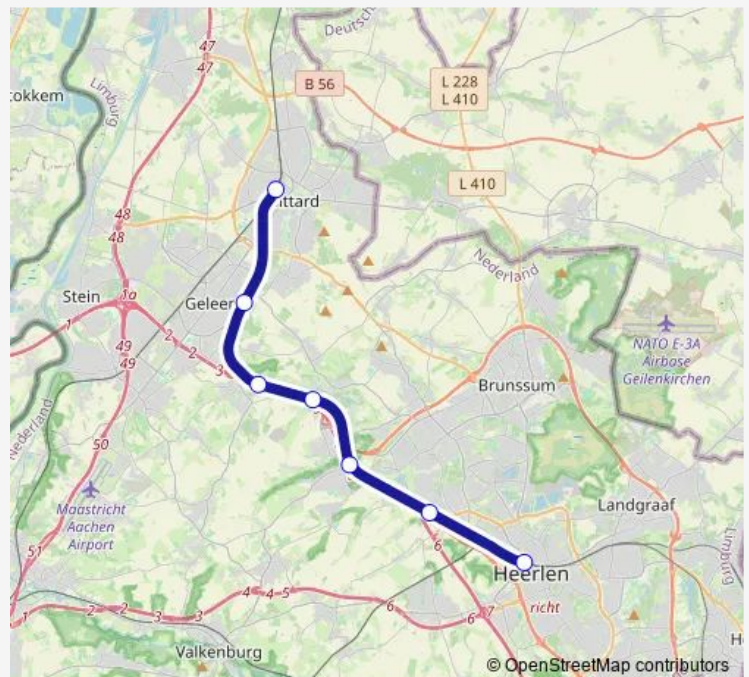 47
47
Deutsch
B 56
L 228
L 410
okkem
Limburg
L 410
ittard
48
48
Nederland
Stein
1a
Geleen
1
2
2
3
49
49
NATO E-3A
Airbase
Geilenkirchen
Brunssum
Nederland
50
Maastricht
Aachen
Airport
Landgraaf
51
6
Limburg
Heerlen
1
2
2
3
3
4
4
5
6
6
7
richt
Valkenburg
H
© OpenStreetMap contributors